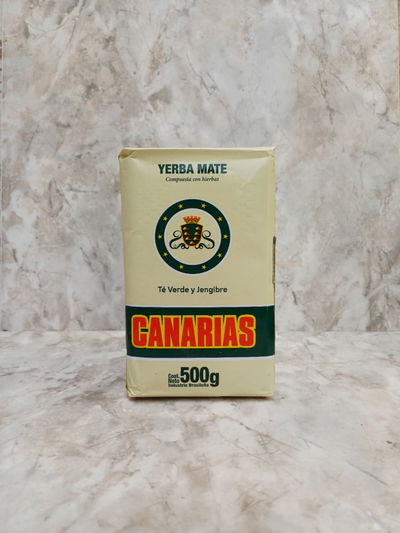 YERBA MATE
Compuesta con hierbas
Té Verde y Jengibre
CANARIAS
Cont.
Neto 500g
Industria Brasileña